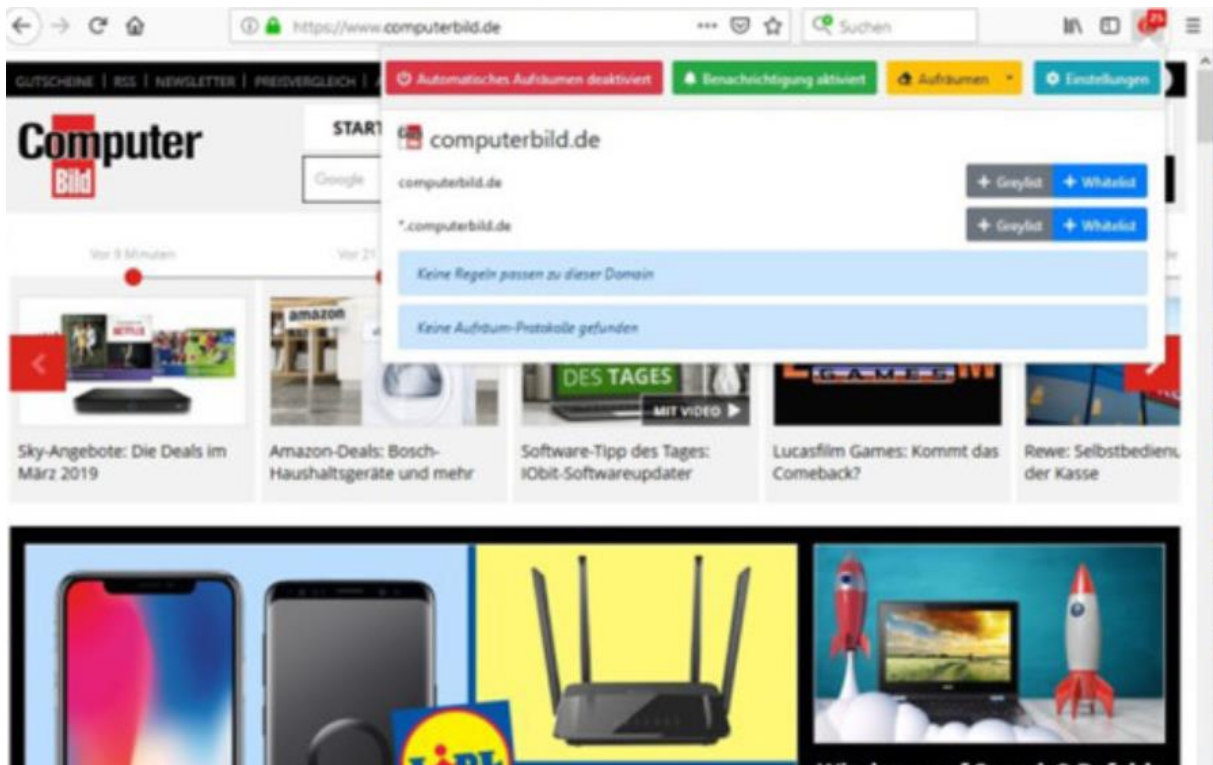 https://www.computerbild.de
Suchen
25
GUTSCHEINE | RSS | NEWSLETTER | PREISVERGLEICH |
Automatisches Aufräumen deaktiviert
Benachrichtigung aktiviert
Aufräumen
Einstellungen
Computer
Bild
START
Google
computerbild.de
computerbild.de
+ Greylist + Whitelist
*.computerbild.de
+ Greylist + Whitelist
Keine Regeln passen zu dieser Domain
Keine Aufräum-Protokolle gefunden
Vor 9 Minuten
Vor 21
NETFLIX
amazon
DES TAGES
MIT VIDEO
GAMES
Sky-Angebote: Die Deals im
März 2019
Amazon-Deals: Bosch-
Haushaltsgeräte und mehr
Software-Tipp des Tages:
IObit-Softwareupdater
Lucasfilm Games: Kommt das
Comeback?
Rewe: Selbstbedienu
der Kasse